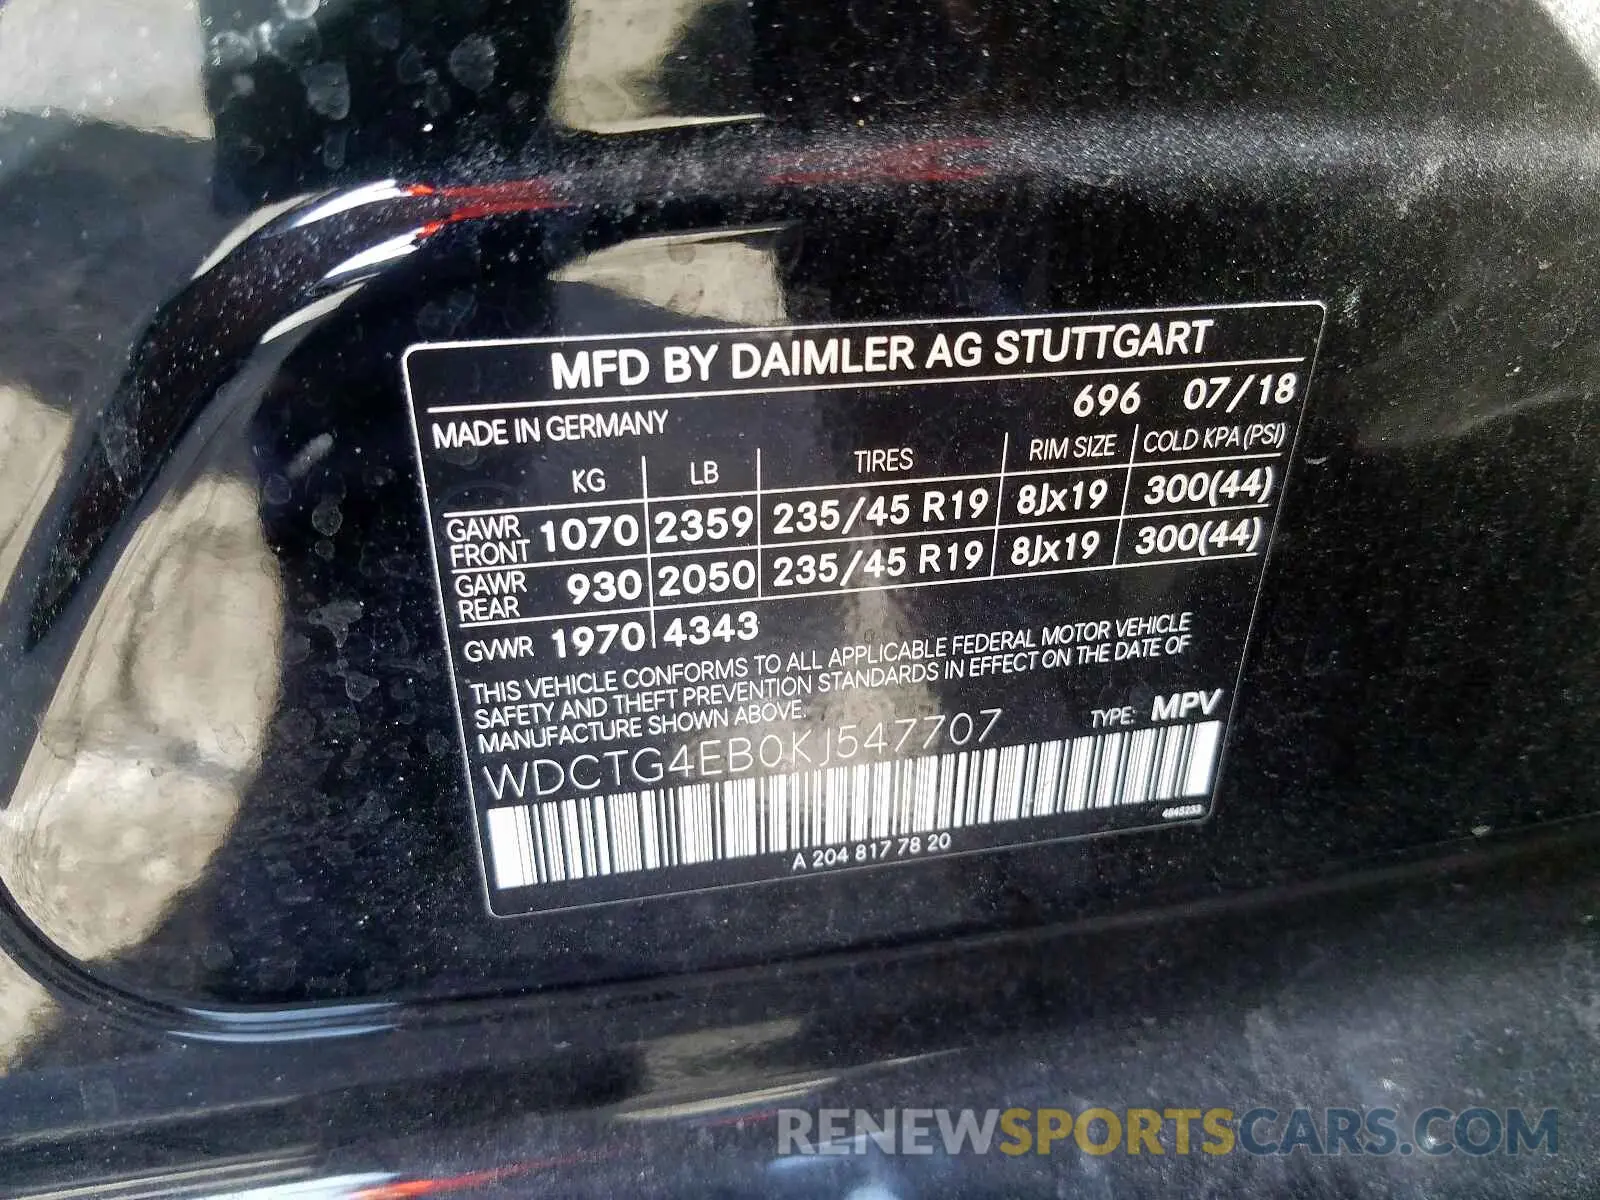 MFD BY DAIMLER AG STUTTGART
696 07/18
MADE IN GERMANY
KG LB TIRES RIM SIZE COLD KPA (PSI)
GAWR FRONT 1070 2359 235/45 R19 8Jx19 300(44)
GAWR REAR 930 2050 235/45 R19 8Jx19 300(44)
GVWR 1970 4343
THIS VEHICLE CONFORMS TO ALL APPLICABLE FEDERAL MOTOR VEHICLE
SAFETY AND THEFT PREVENTION STANDARDS IN EFFECT ON THE DATE OF
MANUFACTURE SHOWN ABOVE.
TYPE: MPV
WDCTG4EB0KJ547707
4645233
A 204 817 78 20
RENEWSPORTSCARS.COM